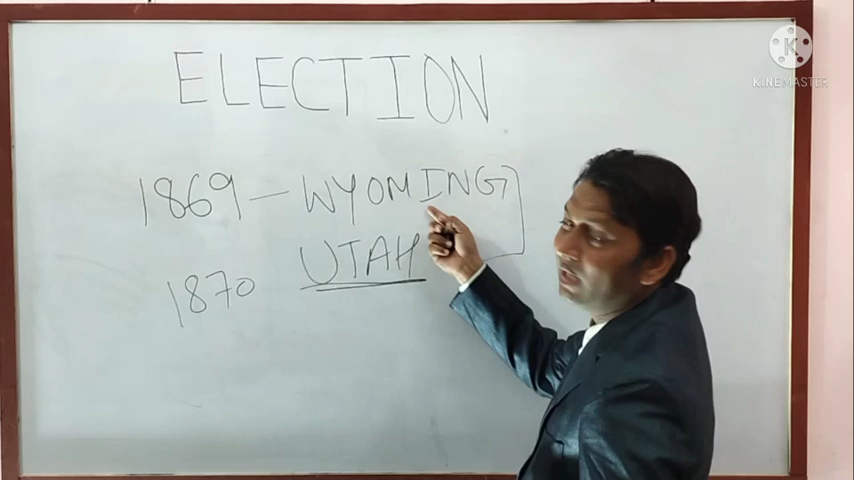 ELECTION
1869 - WYOMING
1870 UTAH
K
KINEMASTER